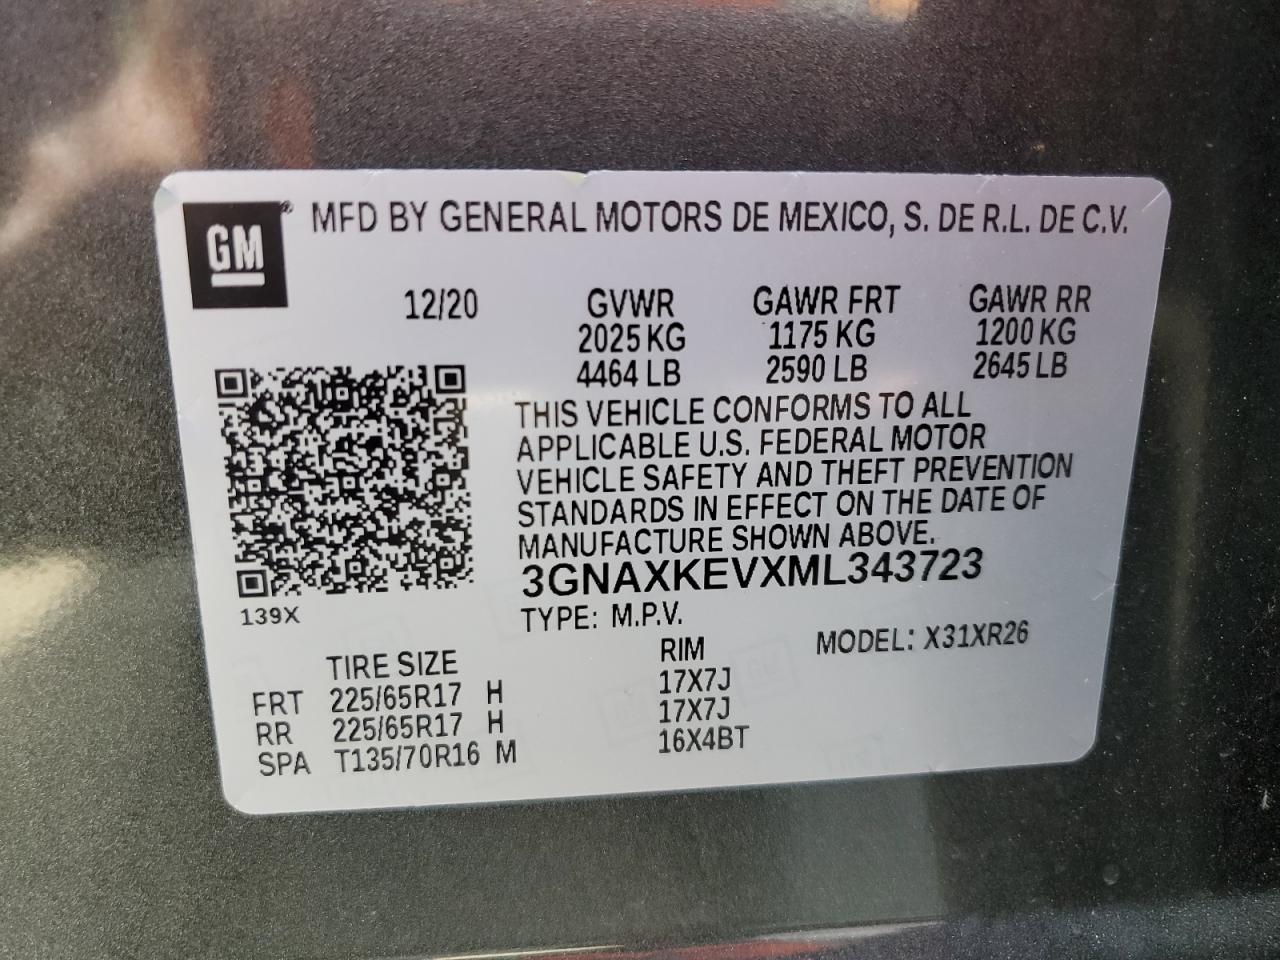 GM ® MFD BY GENERAL MOTORS DE MEXICO, S. DE R.L. DE C.V.
12/20 GVWR GAWR FRT GAWR RR
2025 KG 1175 KG 1200 KG
4464 LB 2590 LB 2645 LB
THIS VEHICLE CONFORMS TO ALL
APPLICABLE U.S. FEDERAL MOTOR
VEHICLE SAFETY AND THEFT PREVENTION
STANDARDS IN EFFECT ON THE DATE OF
MANUFACTURE SHOWN ABOVE.
3GNAXKEVXML343723
139X
TYPE: M.P.V.
MODEL: X31XR26
TIRE SIZE RIM
FRT 225/65R17 H 17X7J
RR 225/65R17 H 17X7J
SPA T135/70R16 M 16X4BT